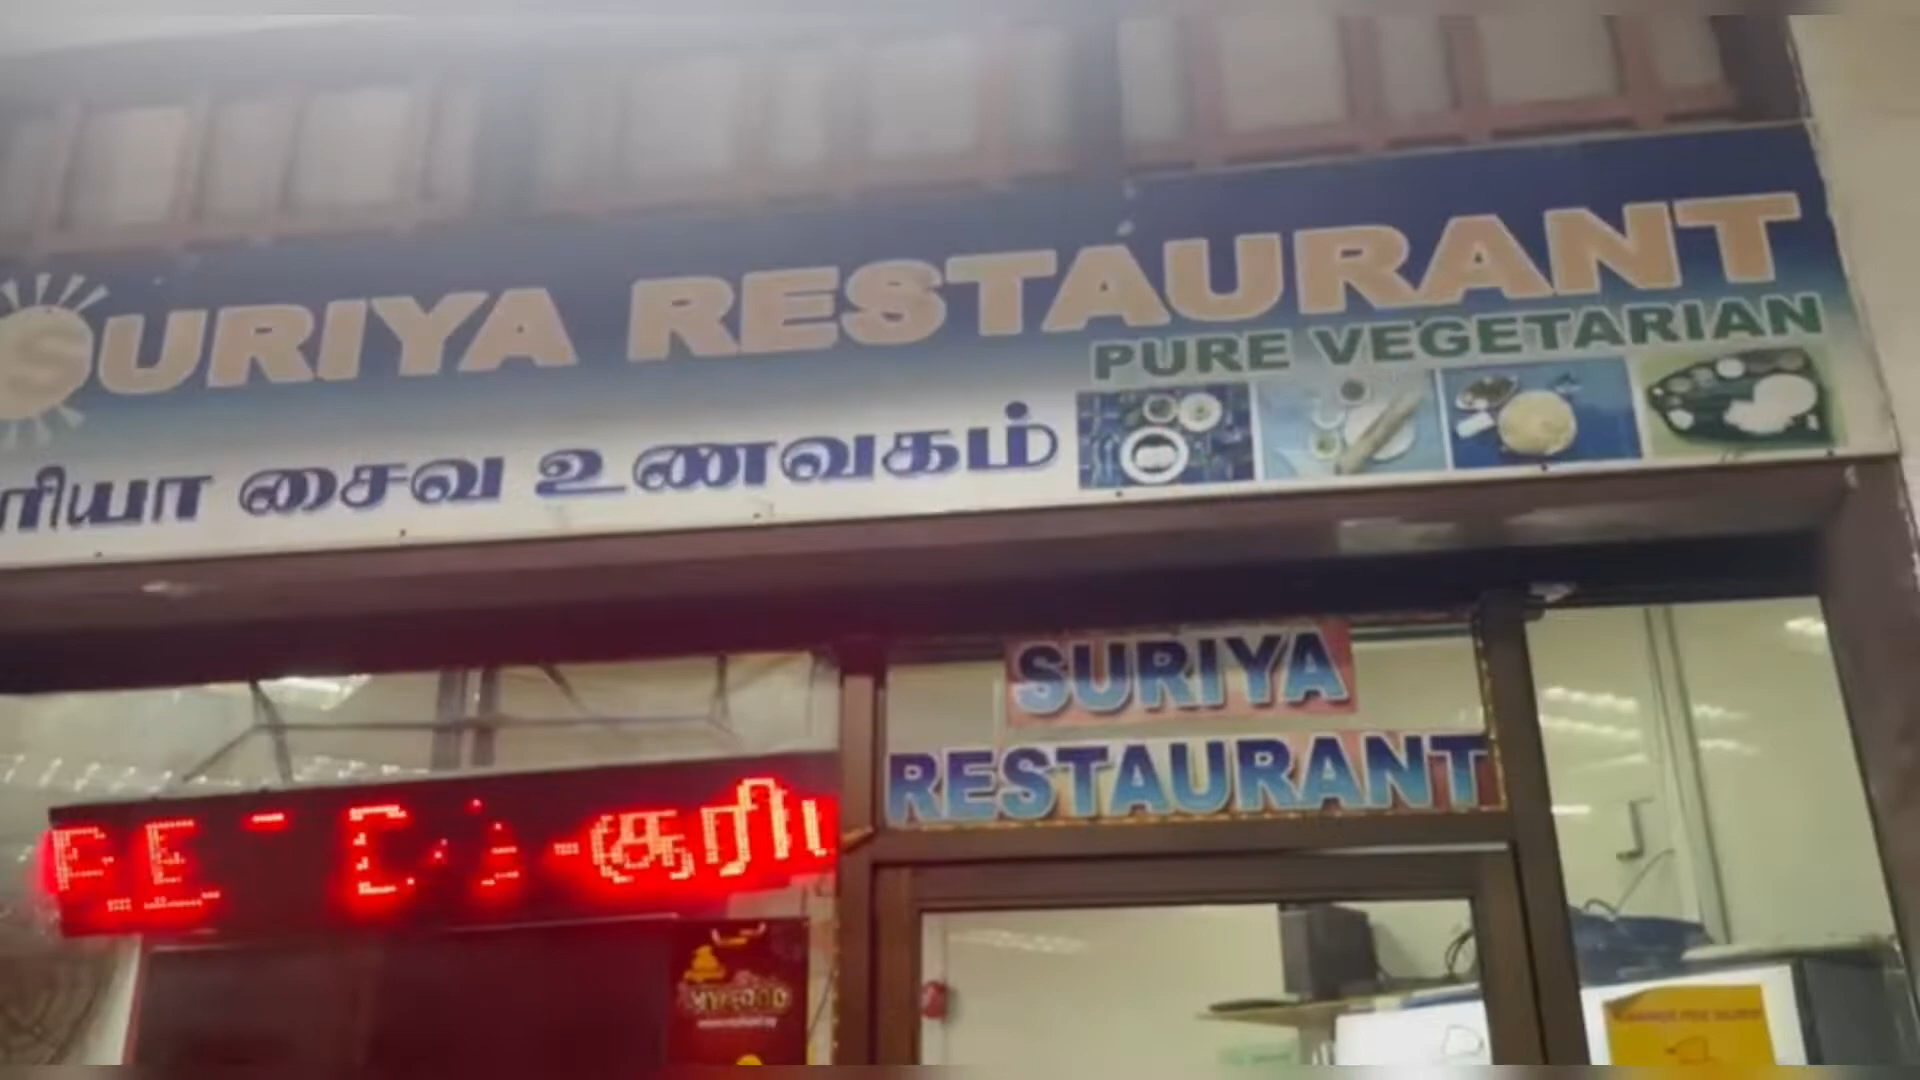 SURIYA RESTAURANT
PURE VEGETARIAN
ரியா சைவ உணவகம்
SURIYA
RESTAURANT
சூரிய